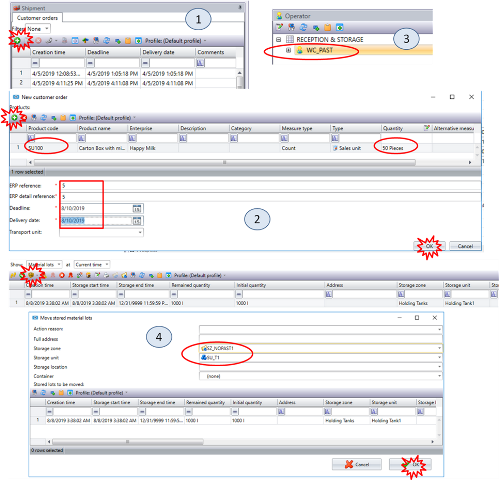 Shipment
Customer orders
Filter: None
Profile: (Default profile)
Creation time Deadline Delivery date Comments
1 4/5/2019 12:08:53... 4/5/2019 1:05:18 PM 4/5/2019 1:05:18 PM
2 4/5/2019 4:11:25 PM 4/5/2019 4:11:08 PM 4/5/2019 4:11:08 PM
1
Operator
RECEPTION & STORAGE
WC_PAST
3
New customer order
Products:
Profile: (Default profile)
Product code Product name Enterprise Description Category Measure type Type Quantity Alternative measu
1 SU100 Carton Box with mi... Happy Milk Count Sales unit 50 Pieces
1 row selected
ERP reference: * 5
ERP detail reference: * 5
Deadline: * 8/10/2019
Delivery date: * 8/10/2019
Transport unit:
2
OK Cancel
Show: Material lots at Current time
Profile: (Default profile)
Storage start time Storage end time Remained quantity Initial quantity Address Storage zone Storage unit
1 8/8/2019 3:38:02 AM 8/8/2019 3:38:02 AM 12/31/9999 11:59:59 P... 1000 l 1000 l Holding Tanks Holding Tank1
Move stored material lots
Action reason:
Full address
Storage zone SZ_NOPAST1
Storage unit SU_T1
Storage location
Container (none)
Stored lots to be moved:
4
Profile: (Default profile)
Creation time Storage start time Storage end time Remained quantity Initial quantity Address Storage zone Storage unit Storage l
1 8/8/2019 3:38:02 AM 8/8/2019 3:38:02 AM 12/31/9999 11:59:5... 1000 l 1000 l Holding Tanks Holding Tank1
0 rows selected
Cancel OK